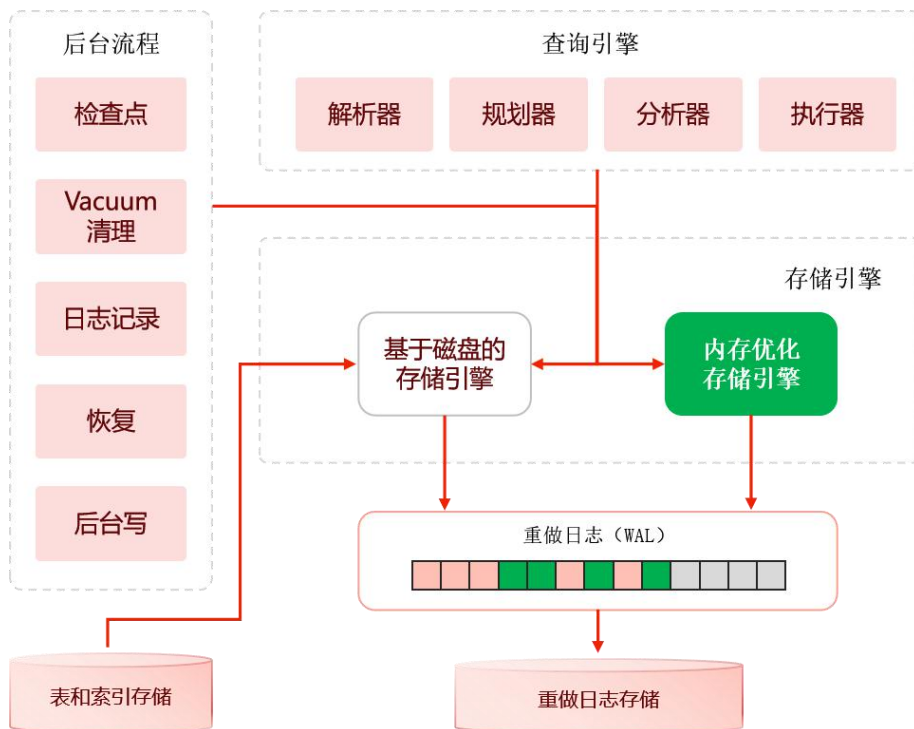 后台流程
检查点
Vacuum
清理
日志记录
恢复
后台写
查询引擎
解析器
规划器
分析器
执行器
存储引擎
基于磁盘的
存储引擎
内存优化
存储引擎
重做日志（WAL）
表和索引存储
重做日志存储